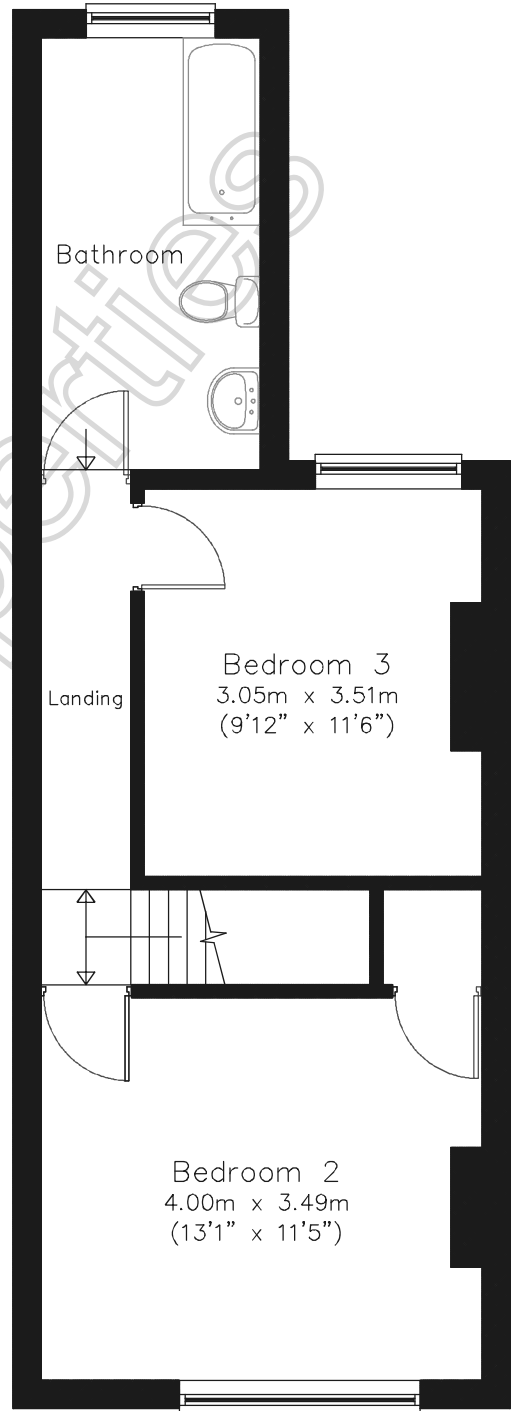 Bathroom
Bedroom 3
3.05m x 3.51m
(9'12" x 11'6")
Landing
Bedroom 2
4.00m x 3.49m
(13'1" x 11'5")
perties